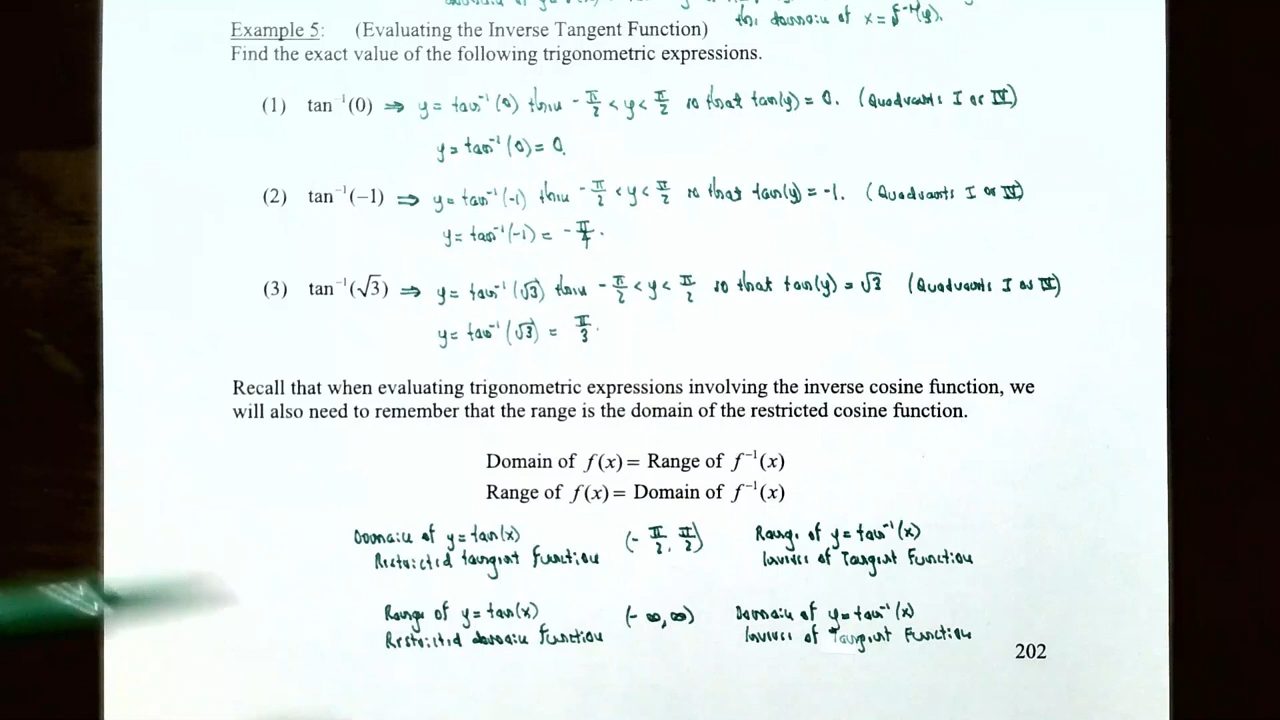 the domain of x = f⁻¹(y).
Example 5: (Evaluating the Inverse Tangent Function)
Find the exact value of the following trigonometric expressions.
(1) tan⁻¹(0) ⇒ y = tan⁻¹(0) then -π/2 < y < π/2 so that tan(y) = 0. (Quadrants I or IV)
y = tan⁻¹(0) = 0.
(2) tan⁻¹(−1) ⇒ y = tan⁻¹(-1) then -π/2 < y < π/2 so that tan(y) = -1. (Quadrants I or IV)
y = tan⁻¹(-1) = -π/4.
(3) tan⁻¹(√3) ⇒ y = tan⁻¹(√3) then -π/2 < y < π/2 so that tan(y) = √3 (Quadrants I or IV)
y = tan⁻¹(√3) = π/3.
Recall that when evaluating trigonometric expressions involving the inverse cosine function, we
will also need to remember that the range is the domain of the restricted cosine function.
Domain of f(x) = Range of f⁻¹(x)
Range of f(x) = Domain of f⁻¹(x)
Domain of y = tan(x) (-π/2, π/2) Range of y = tan⁻¹(x)
Restricted tangent function Inverse of Tangent Function
Range of y = tan(x) (-∞, ∞) Domain of y = tan⁻¹(x)
Restricted domain function Inverse of Tangent Function
202